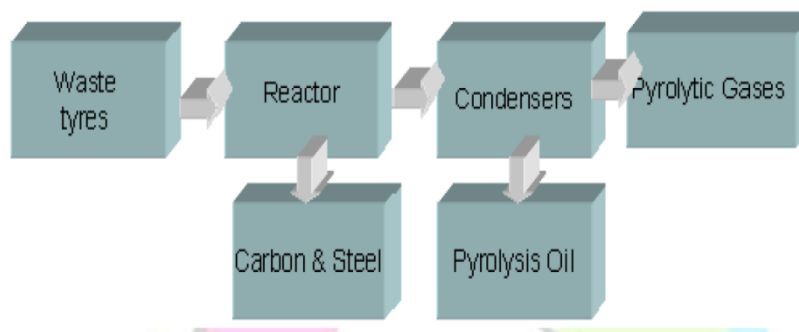 Waste
tyres
Reactor
Condensers
Pyrolytic Gases
Carbon & Steel
Pyrolysis Oil